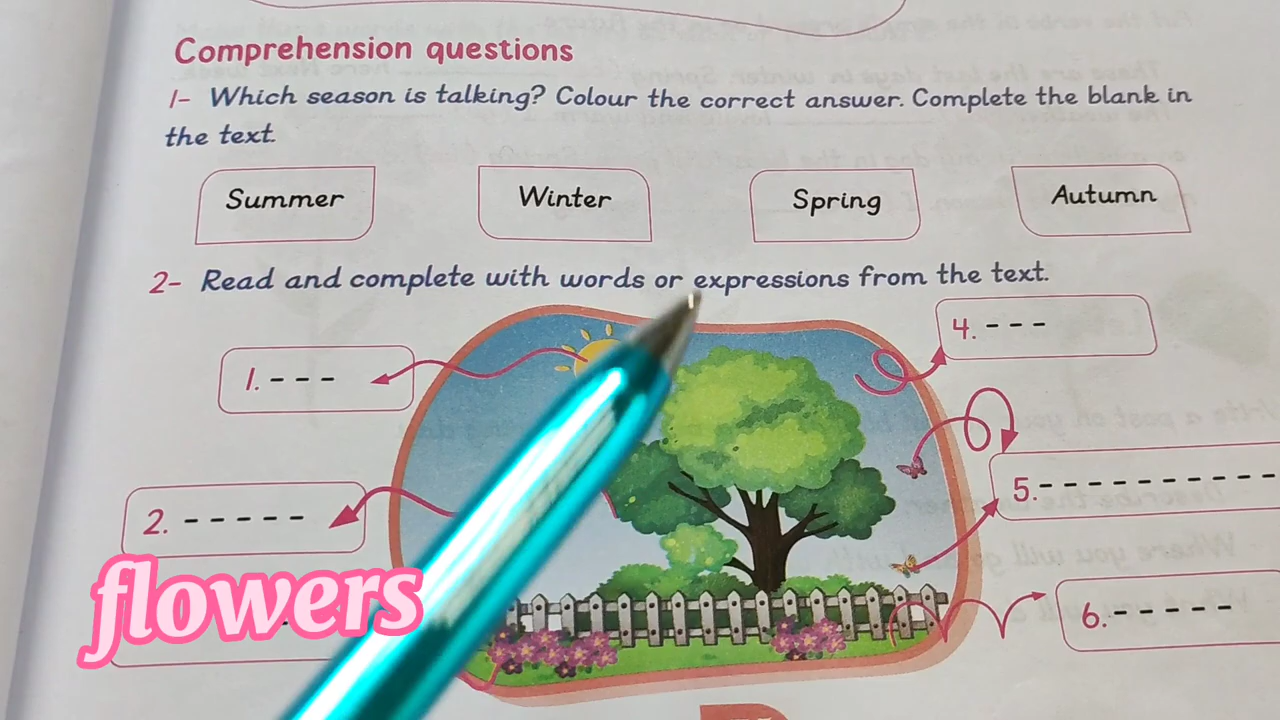 Comprehension questions
1- Which season is talking? Colour the correct answer. Complete the blank in
the text.
Summer
Winter
Spring
Autumn
2- Read and complete with words or expressions from the text.
1. - - -
4. - - -
2. - - - - -
5. - - - - - - - - - -
flowers
6. - - - - -